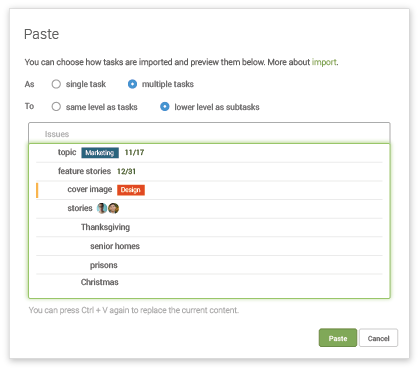 Paste
You can choose how tasks are imported and preview them below. More about import.
As single task multiple tasks
To same level as tasks lower level as subtasks
Issues
topic Marketing 11/17
feature stories 12/31
cover image Design
stories
Thanksgiving
senior homes
prisons
Christmas
You can press Ctrl + V again to replace the current content.
Paste Cancel